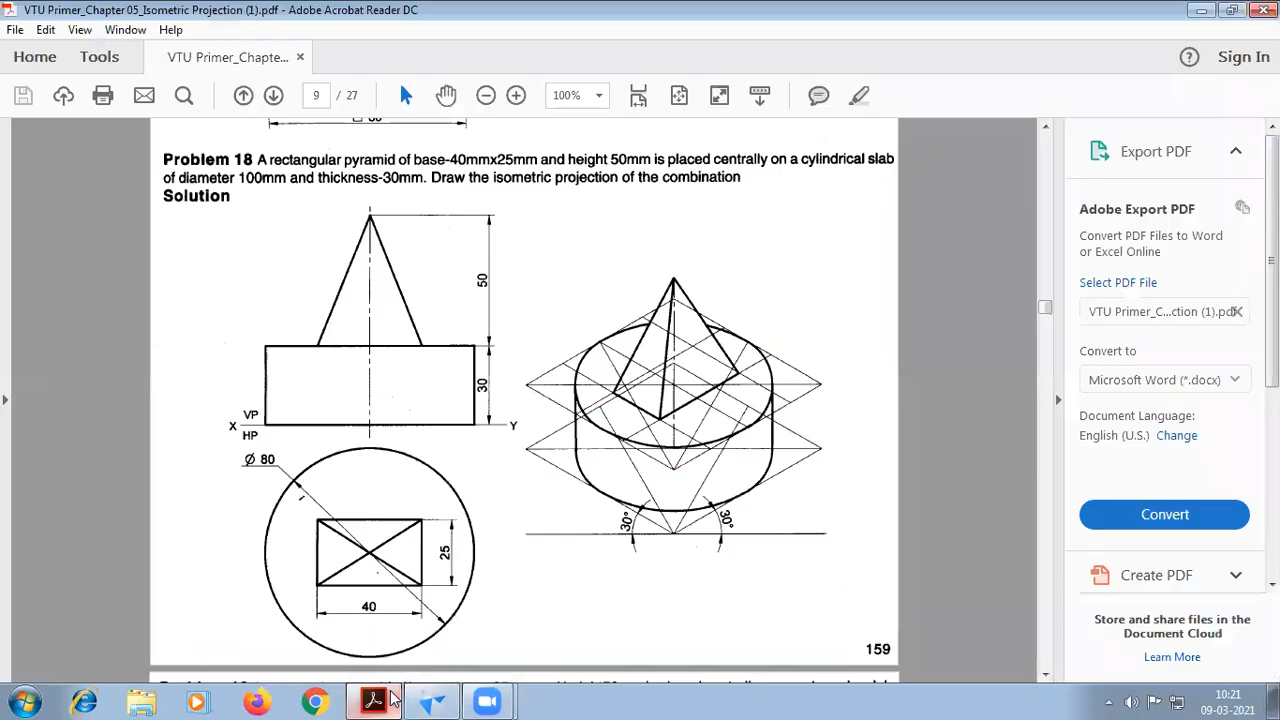 VTU Primer_Chapter 05_Isometric Projection (1).pdf - Adobe Acrobat Reader DC
File Edit View Window Help
Home Tools VTU Primer_Chapte... × ? Sign In
9 / 27 100%
Problem 18 A rectangular pyramid of base-40mmx25mm and height 50mm is placed centrally on a cylindrical slab
of diameter 100mm and thickness-30mm. Draw the isometric projection of the combination
Solution
50
30
VP
X Y
HP
Ø 80
25
40
30° 30°
159
Export PDF
Adobe Export PDF
Convert PDF Files to Word
or Excel Online
Select PDF File
VTU Primer_C...ction (1).pdf
Convert to
Microsoft Word (*.docx)
Document Language:
English (U.S.) Change
Convert
Create PDF
Store and share files in the
Document Cloud
Learn More
10:21
09-03-2021